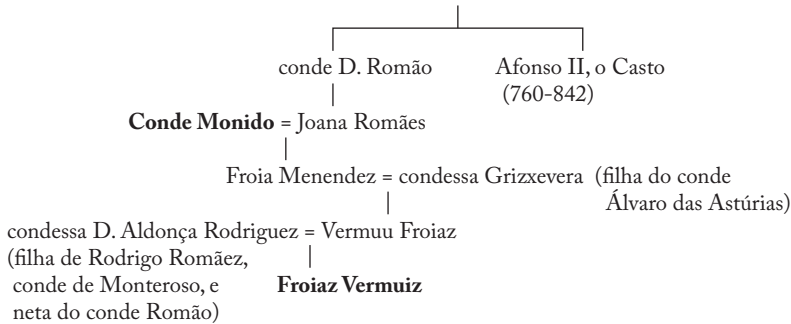 conde D. Romão Afonso II, o Casto
(760-842)
Conde Monido = Joana Romães
Froia Menendez = condessa Grizxevera (filha do conde
Álvaro das Astúrias)
condessa D. Aldonça Rodriguez = Vermuu Froiaz
(filha de Rodrigo Romãez,
conde de Monteroso, e Froiaz Vermuiz
neta do conde Romão)